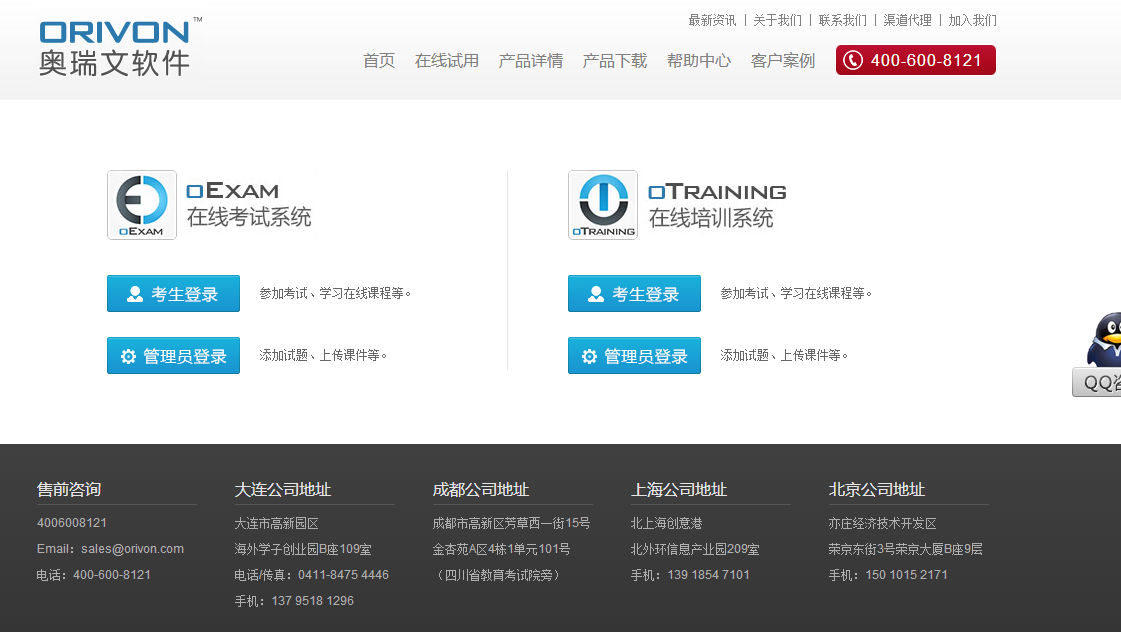 最新资讯 | 关于我们 | 联系我们 | 渠道代理 | 加入我们
ORIVON™
奥瑞文软件
首页 在线试用 产品详情 产品下载 帮助中心 客户案例 400-600-8121
oEXAM
oEXAM
在线考试系统
考生登录 参加考试、学习在线课程等。
管理员登录 添加试题、上传课件等。
oTRAINING
oTRAINING
在线培训系统
考生登录 参加考试、学习在线课程等。
管理员登录 添加试题、上传课件等。
QQ
售前咨询
4006008121
Email：sales@orivon.com
电话：400-600-8121
大连公司地址
大连市高新园区
海外学子创业园B座109室
电话/传真：0411-8475 4446
手机：137 9518 1296
成都公司地址
成都市高新区芳草西一街15号
金杏苑A区4栋1单元101号
（四川省教育考试院旁）
上海公司地址
北上海创意港
北外环信息产业园209室
手机：139 1854 7101
北京公司地址
亦庄经济技术开发区
荣京东街3号荣京大厦B座9层
手机：150 1015 2171